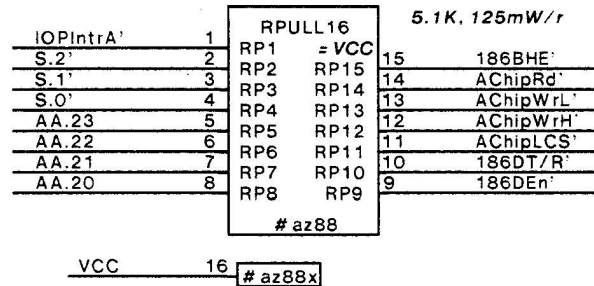 RPULL16 5.1K, 125mW/r
IOPIntrA' 1 RP1 =VCC
S.2' 2 RP2 RP15 15 186BHE'
S.1' 3 RP3 RP14 14 AChipRd'
S.0' 4 RP4 RP13 13 AChipWrL'
AA.23 5 RP5 RP12 12 AChipWrH'
AA.22 6 RP6 RP11 11 AChipLCS'
AA.21 7 RP7 RP10 10 186DT/R'
AA.20 8 RP8 RP9 9 186DEn'
#az88
VCC 16 #az88x